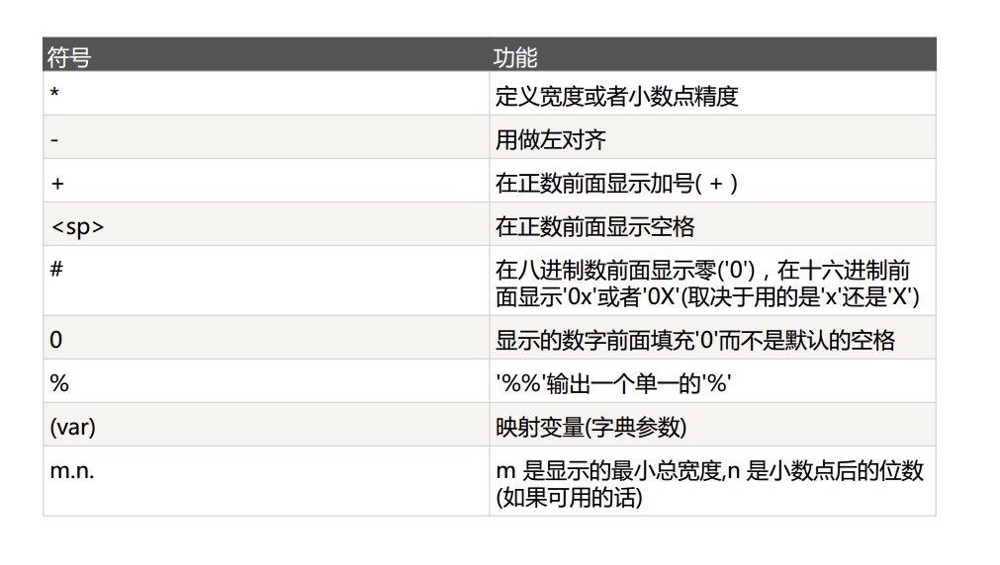 符号 功能
* 定义宽度或者小数点精度
- 用做左对齐
+ 在正数前面显示加号( + )
<sp> 在正数前面显示空格
# 在八进制数前面显示零('0')，在十六进制前
面显示'0x'或者'0X'(取决于用的是'x'还是'X')
0 显示的数字前面填充'0'而不是默认的空格
% '%%'输出一个单一的'%'
(var) 映射变量(字典参数)
m.n. m 是显示的最小总宽度,n 是小数点后的位数
(如果可用的话)